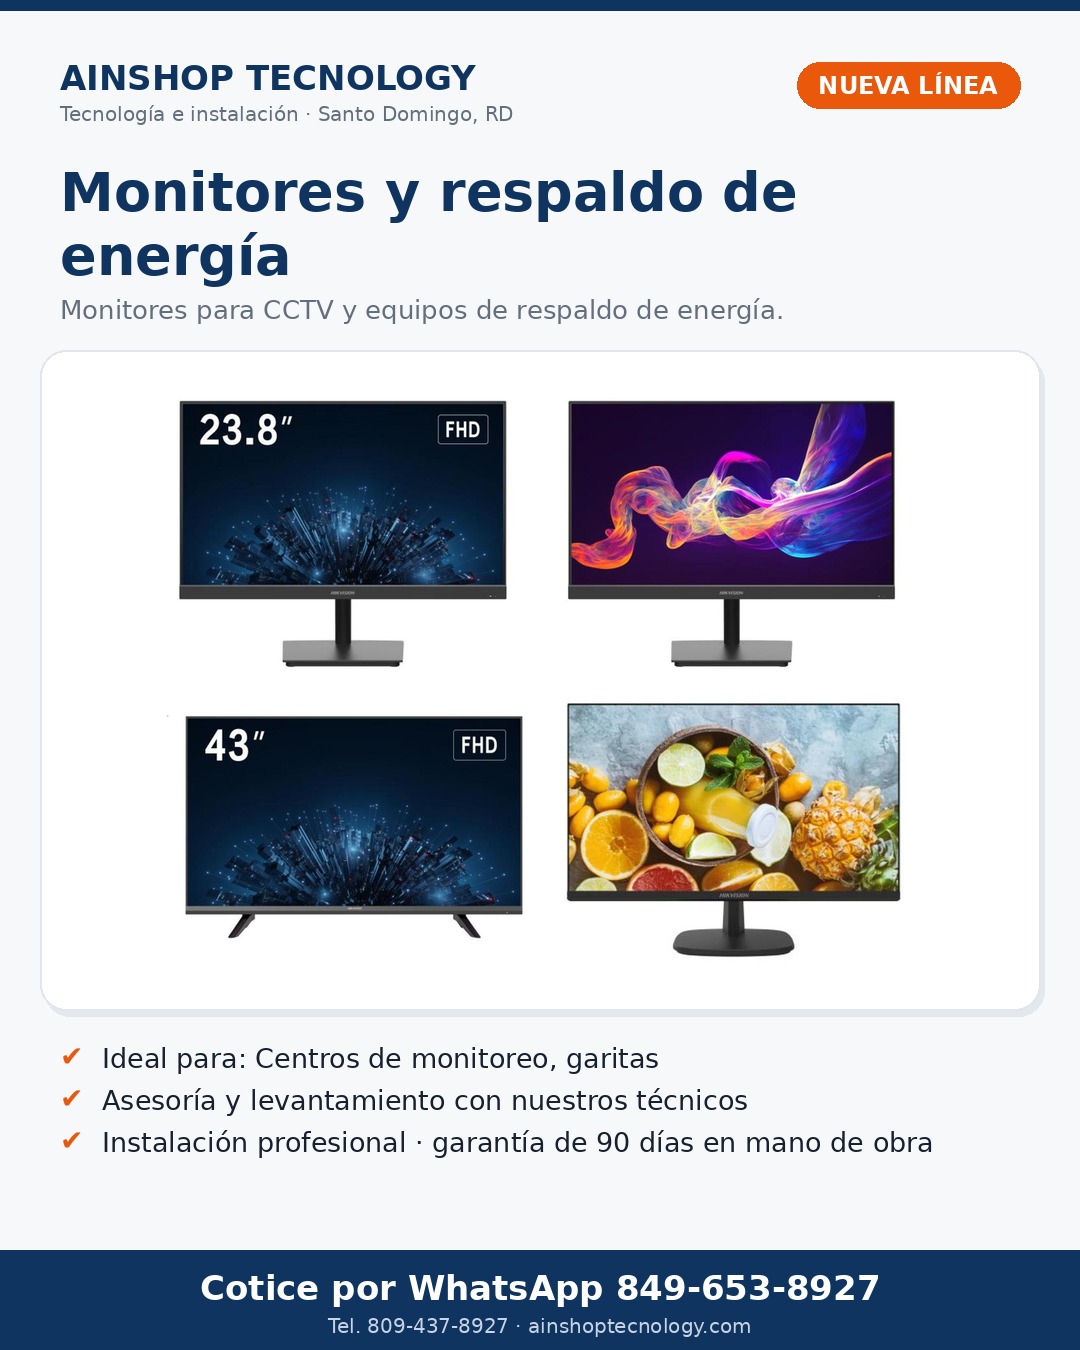 AINSHOP TECNOLOGY
NUEVA LÍNEA
Tecnología e instalación · Santo Domingo, RD
Monitores y respaldo de
energía
Monitores para CCTV y equipos de respaldo de energía.
23.8″ FHD
HIKVISION
HIKVISION
43″ FHD
HIKVISION
✔ Ideal para: Centros de monitoreo, garitas
✔ Asesoría y levantamiento con nuestros técnicos
✔ Instalación profesional · garantía de 90 días en mano de obra
Cotice por WhatsApp 849-653-8927
Tel. 809-437-8927 · ainshoptecnology.com